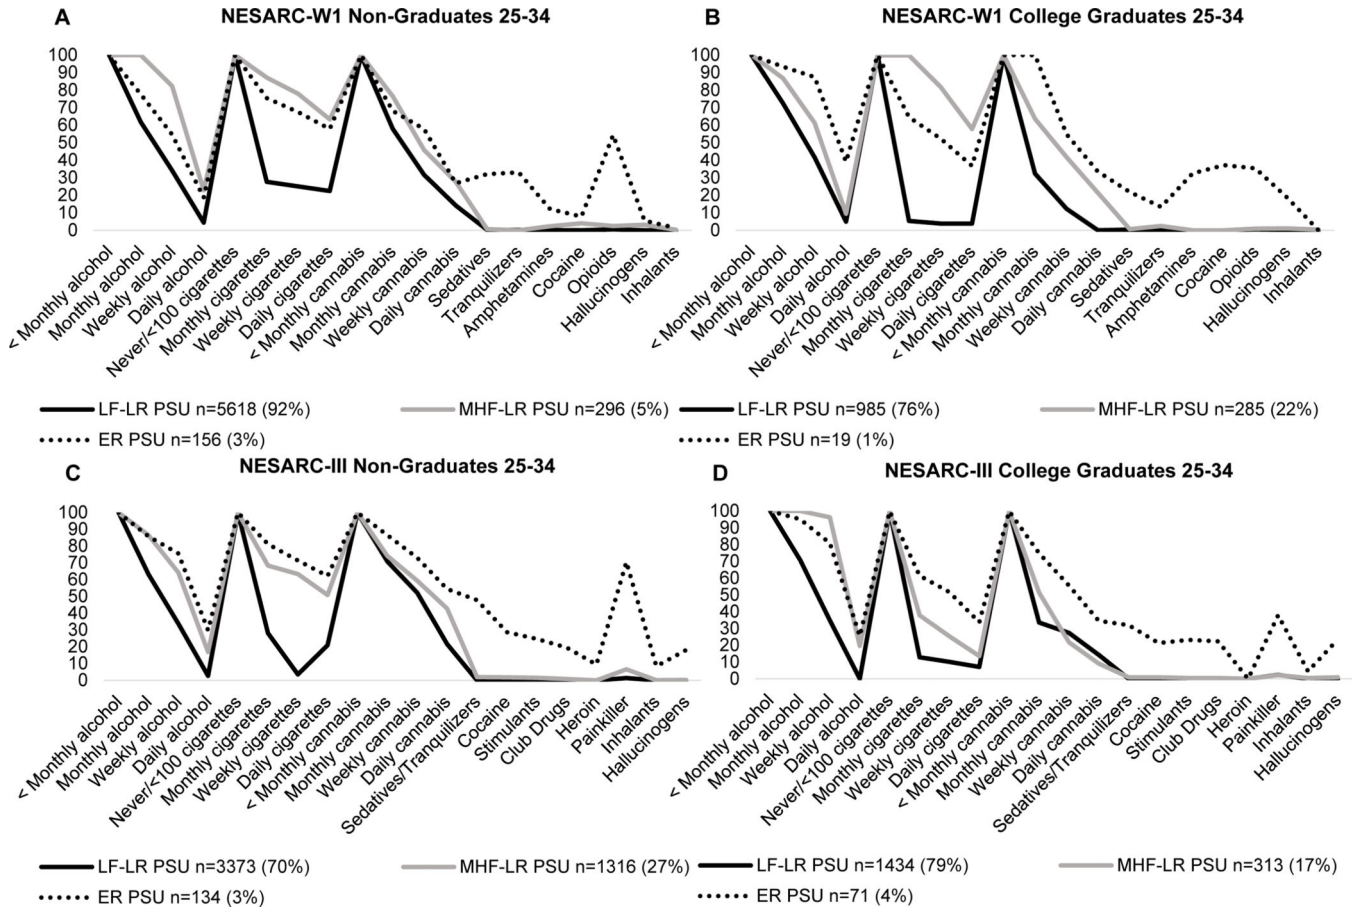 A
NESARC-W1 Non-Graduates 25-34
100
90
80
70
60
50
40
30
20
10
0
< Monthly alcohol
Monthly alcohol
Weekly alcohol
Daily alcohol
Never/<100 cigarettes
Monthly cigarettes
Weekly cigarettes
Daily cigarettes
< Monthly cannabis
Monthly cannabis
Weekly cannabis
Daily cannabis
Sedatives
Tranquilizers
Amphetamines
Cocaine
Opioids
Hallucinogens
Inhalants
LF-LR PSU n=5618 (92%)
MHF-LR PSU n=296 (5%)
ER PSU n=156 (3%)
B
NESARC-W1 College Graduates 25-34
100
90
80
70
60
50
40
30
20
10
0
< Monthly alcohol
Monthly alcohol
Weekly alcohol
Daily alcohol
Never/<100 cigarettes
Monthly cigarettes
Weekly cigarettes
Daily cigarettes
< Monthly cannabis
Monthly cannabis
Weekly cannabis
Daily cannabis
Sedatives
Tranquilizers
Amphetamines
Cocaine
Opioids
Hallucinogens
Inhalants
LF-LR PSU n=985 (76%)
MHF-LR PSU n=285 (22%)
ER PSU n=19 (1%)
C
NESARC-III Non-Graduates 25-34
100
90
80
70
60
50
40
30
20
10
0
< Monthly alcohol
Monthly alcohol
Weekly alcohol
Daily alcohol
Never/<100 cigarettes
Monthly cigarettes
Weekly cigarettes
Daily cigarettes
< Monthly cannabis
Monthly cannabis
Weekly cannabis
Daily cannabis
Sedatives/Tranquilizers
Cocaine
Stimulants
Club Drugs
Heroin
Painkiller
Inhalants
Hallucinogens
LF-LR PSU n=3373 (70%)
MHF-LR PSU n=1316 (27%)
ER PSU n=134 (3%)
D
NESARC-III College Graduates 25-34
100
90
80
70
60
50
40
30
20
10
0
< Monthly alcohol
Monthly alcohol
Weekly alcohol
Daily alcohol
Never/<100 cigarettes
Monthly cigarettes
Weekly cigarettes
Daily cigarettes
< Monthly cannabis
Monthly cannabis
Weekly cannabis
Daily cannabis
Sedatives/Tranquilizers
Cocaine
Stimulants
Club Drugs
Heroin
Painkiller
Inhalants
Hallucinogens
LF-LR PSU n=1434 (79%)
MHF-LR PSU n=313 (17%)
ER PSU n=71 (4%)